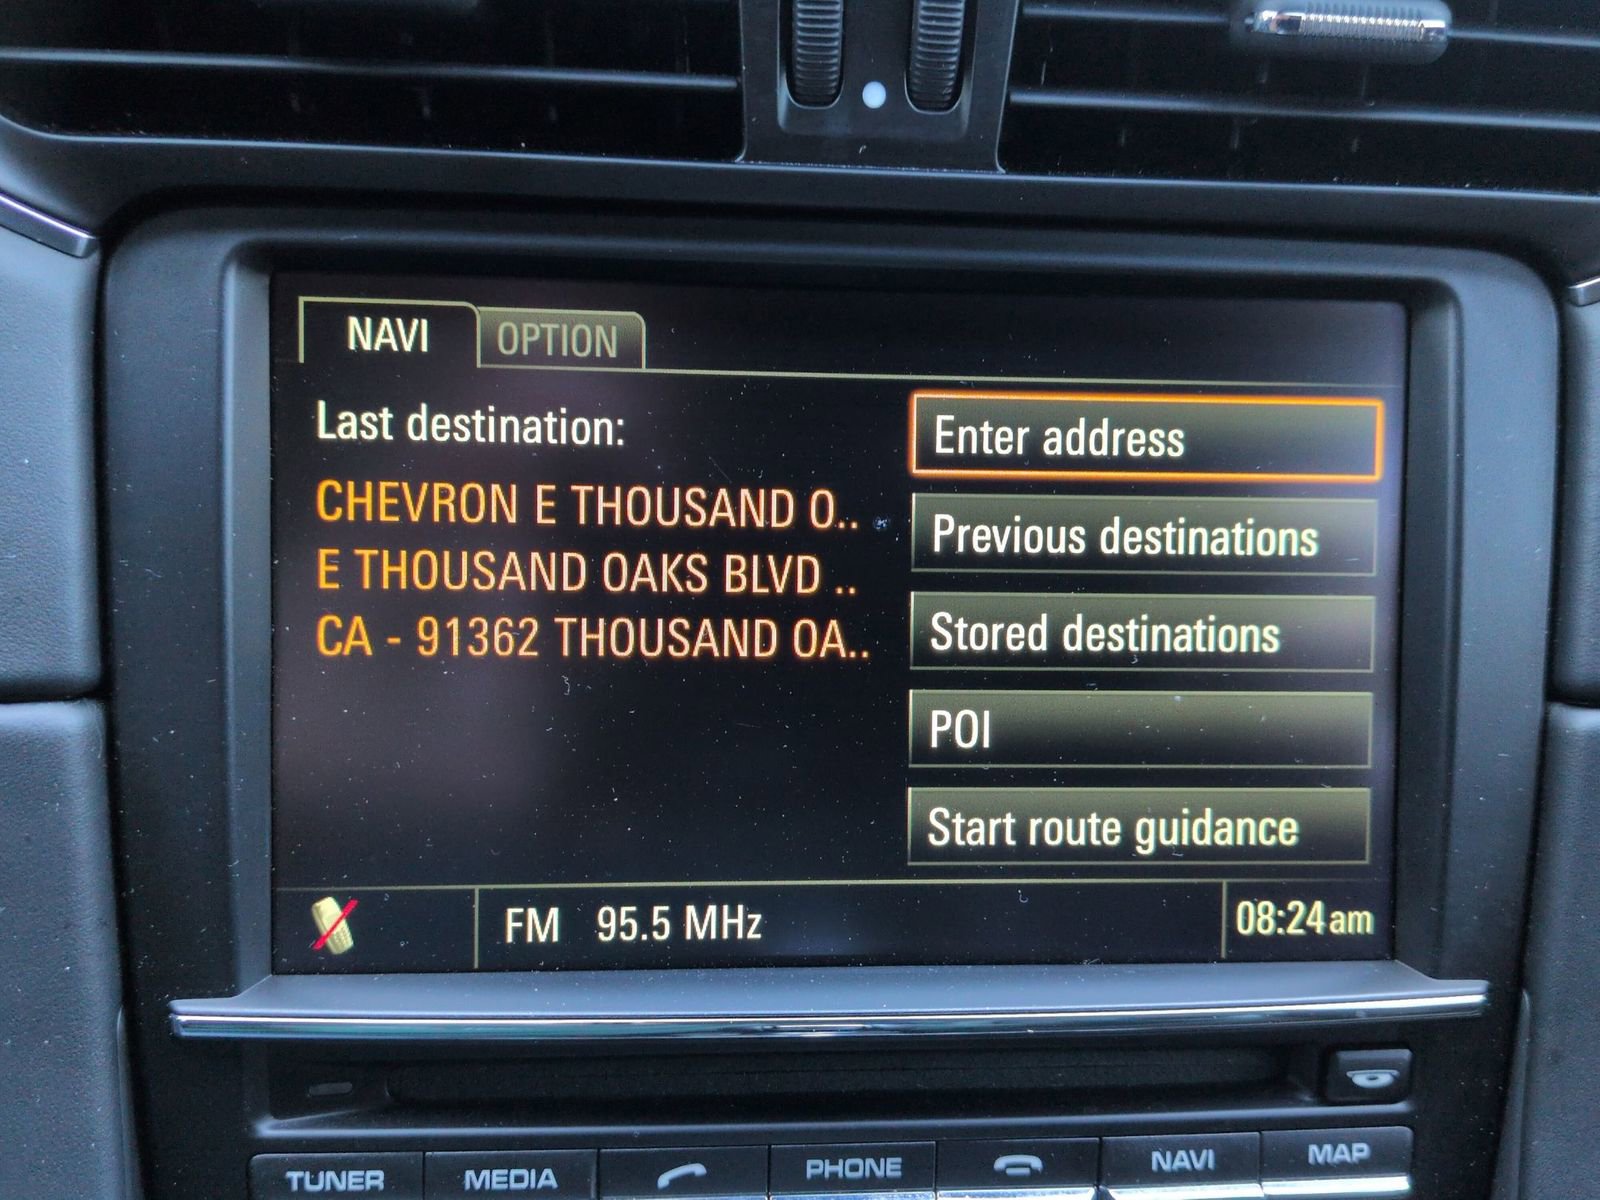 NAVI OPTION
Last destination:
CHEVRON E THOUSAND O..
E THOUSAND OAKS BLVD ..
CA - 91362 THOUSAND OA..
Enter address
Previous destinations
Stored destinations
POI
Start route guidance
FM 95.5 MHz
08:24am
TUNER MEDIA PHONE NAVI MAP